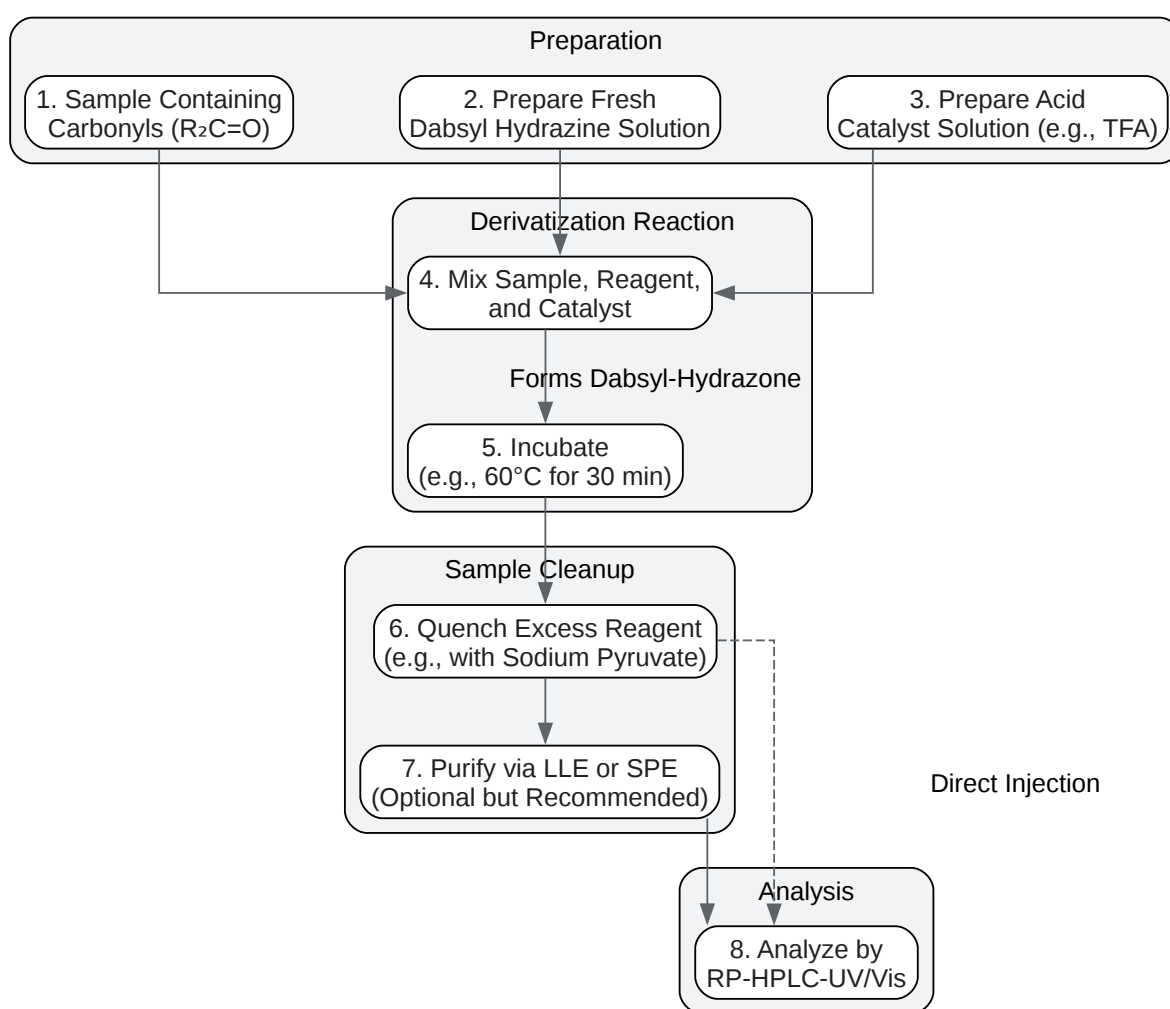 Preparation
1. Sample Containing
Carbonyls (R₂C=O)
2. Prepare Fresh
Dabsyl Hydrazine Solution
3. Prepare Acid
Catalyst Solution (e.g., TFA)
Derivatization Reaction
4. Mix Sample, Reagent,
and Catalyst
Forms Dabsyl-Hydrazone
5. Incubate
(e.g., 60°C for 30 min)
Sample Cleanup
6. Quench Excess Reagent
(e.g., with Sodium Pyruvate)
7. Purify via LLE or SPE
(Optional but Recommended)
Direct Injection
Analysis
8. Analyze by
RP-HPLC-UV/Vis